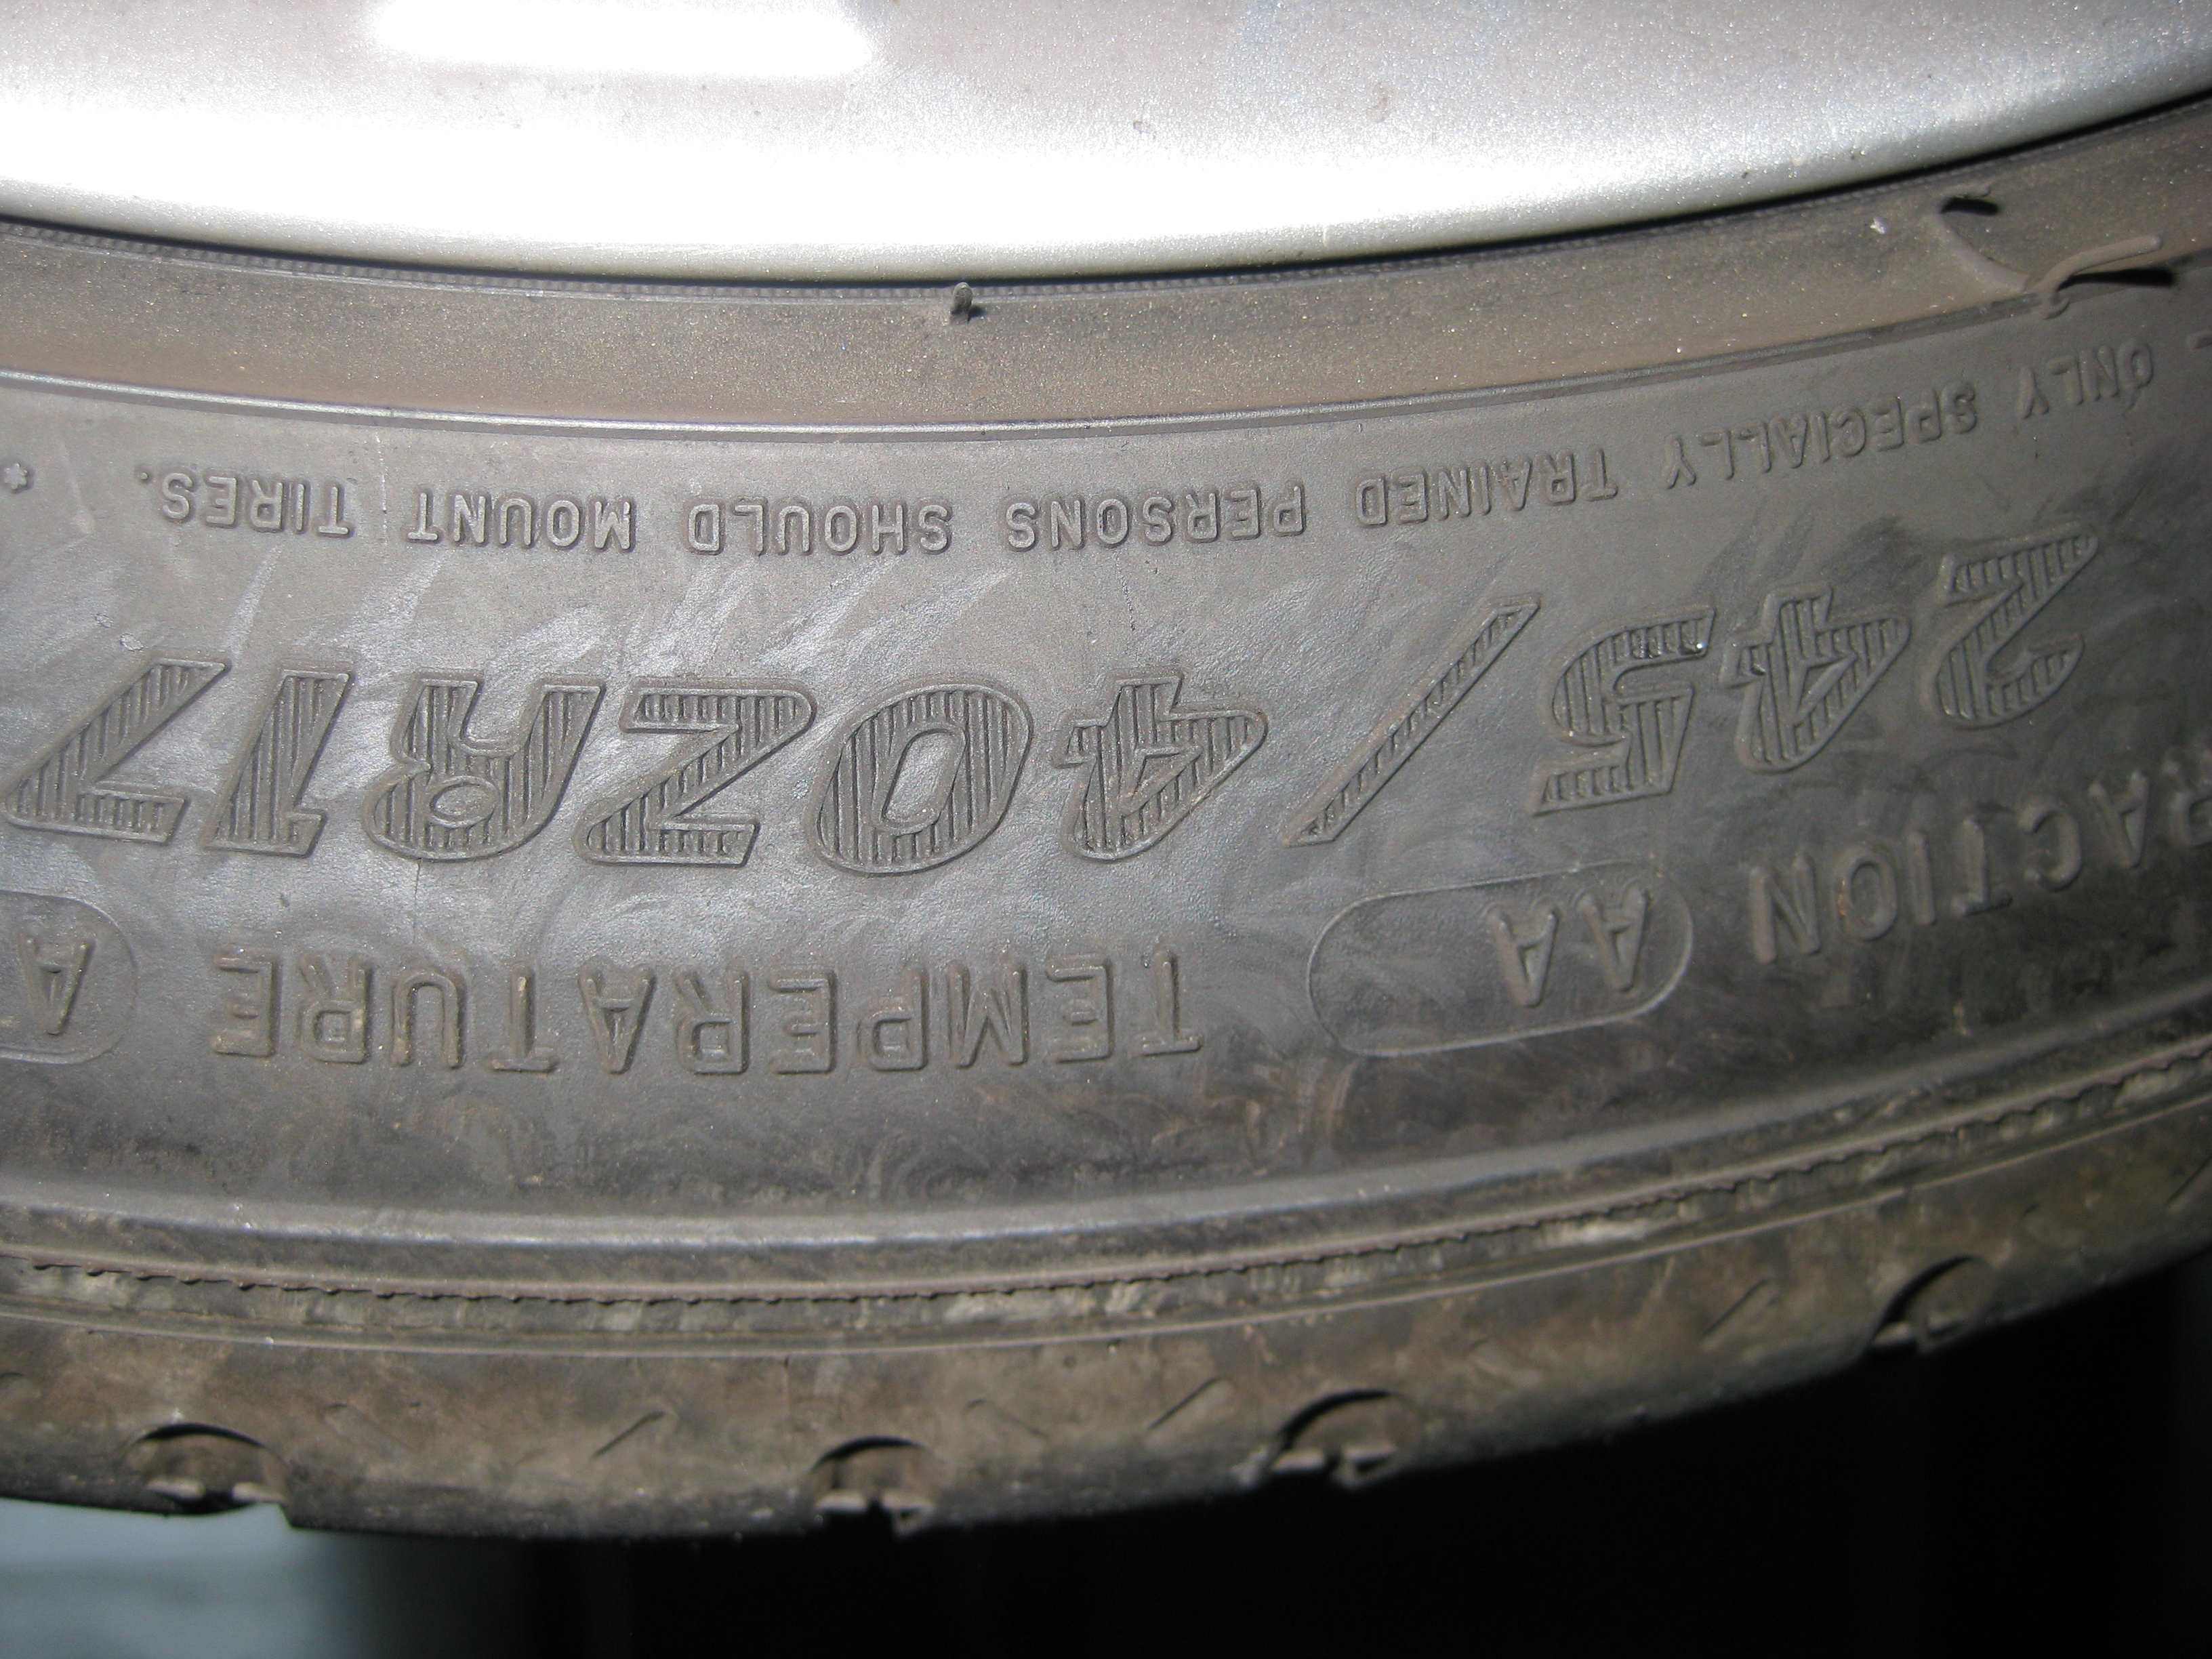 ONLY SPECIALLY TRAINED PERSONS SHOULD MOUNT TIRES. *
245/40ZR17
TRACTION AA TEMPERATURE A